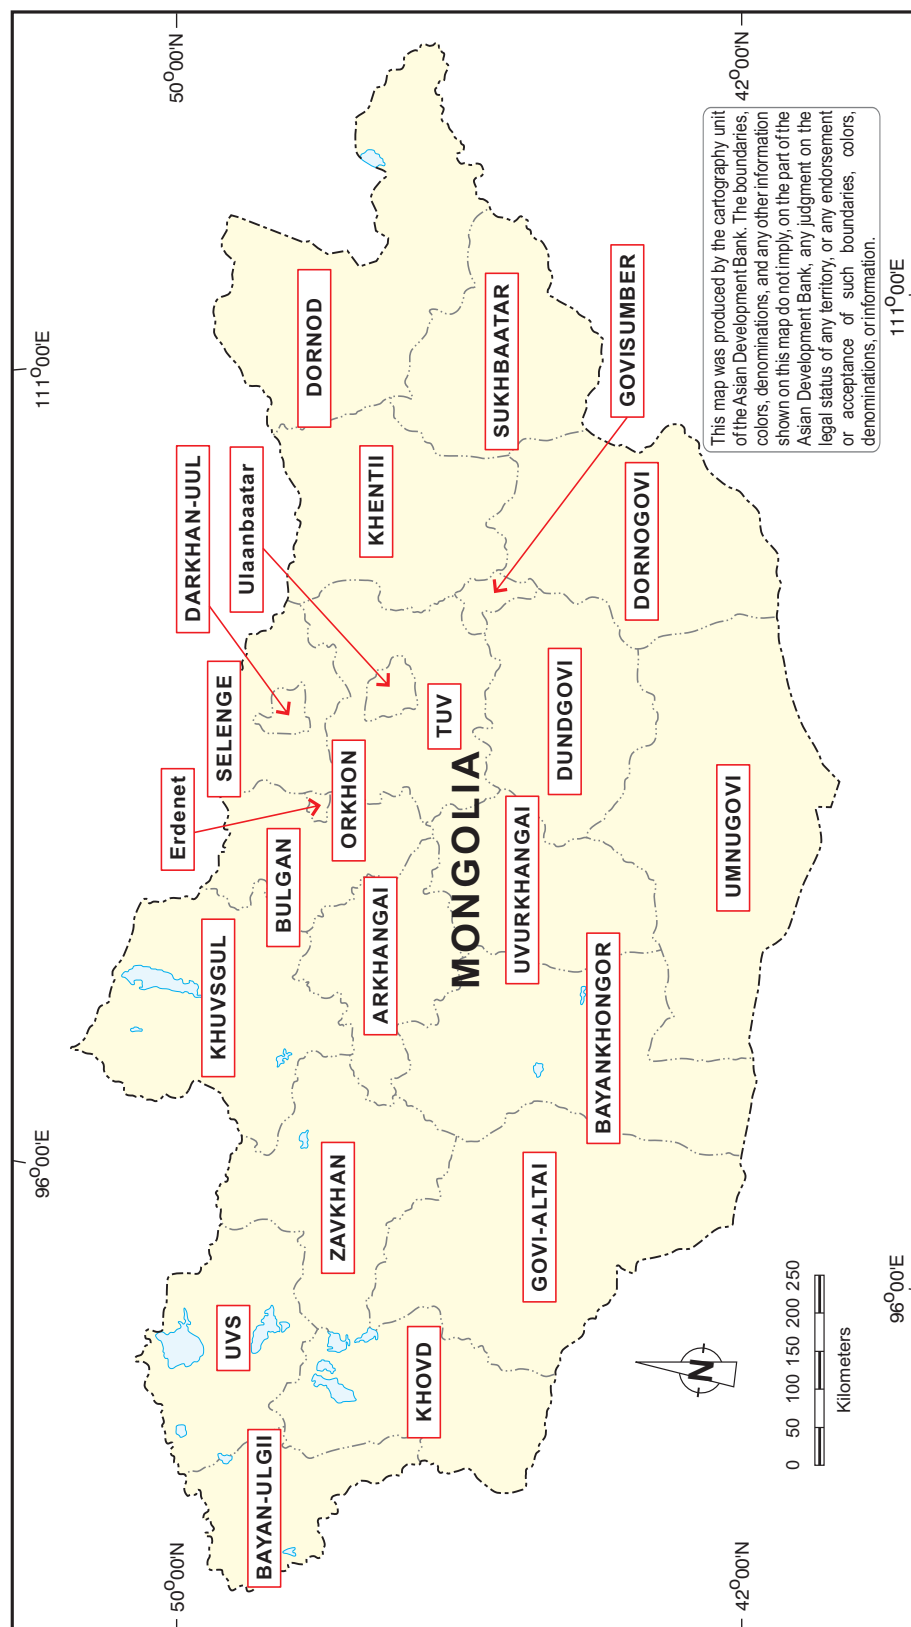 96°00'E
111°00'E
50°00'N
50°00'N
Erdenet
DARKHAN-UUL
Ulaanbaatar
SELENGE
KHUVSGUL
UVS
BAYAN-ULGII
BULGAN
DORNOD
ZAVKHAN
ORKHON
ARKHANGAI
KHENTII
KHOVD
TUV
MONGOLIA
SUKHBAATAR
UVURKHANGAI
GOVI-ALTAI
DUNDGOVI
BAYANKHONGOR
GOVISUMBER
DORNOGOVI
UMNUGOVI
N
42°00'N
42°00'N
0 50 100 150 200 250
Kilometers
This map was produced by the cartography unit
of the Asian Development Bank. The boundaries,
colors, denominations, and any other information
shown on this map do not imply, on the part of the
Asian Development Bank, any judgment on the
legal status of any territory, or any endorsement
or acceptance of such boundaries, colors,
denominations, or information.
96°00'E
111°00'E